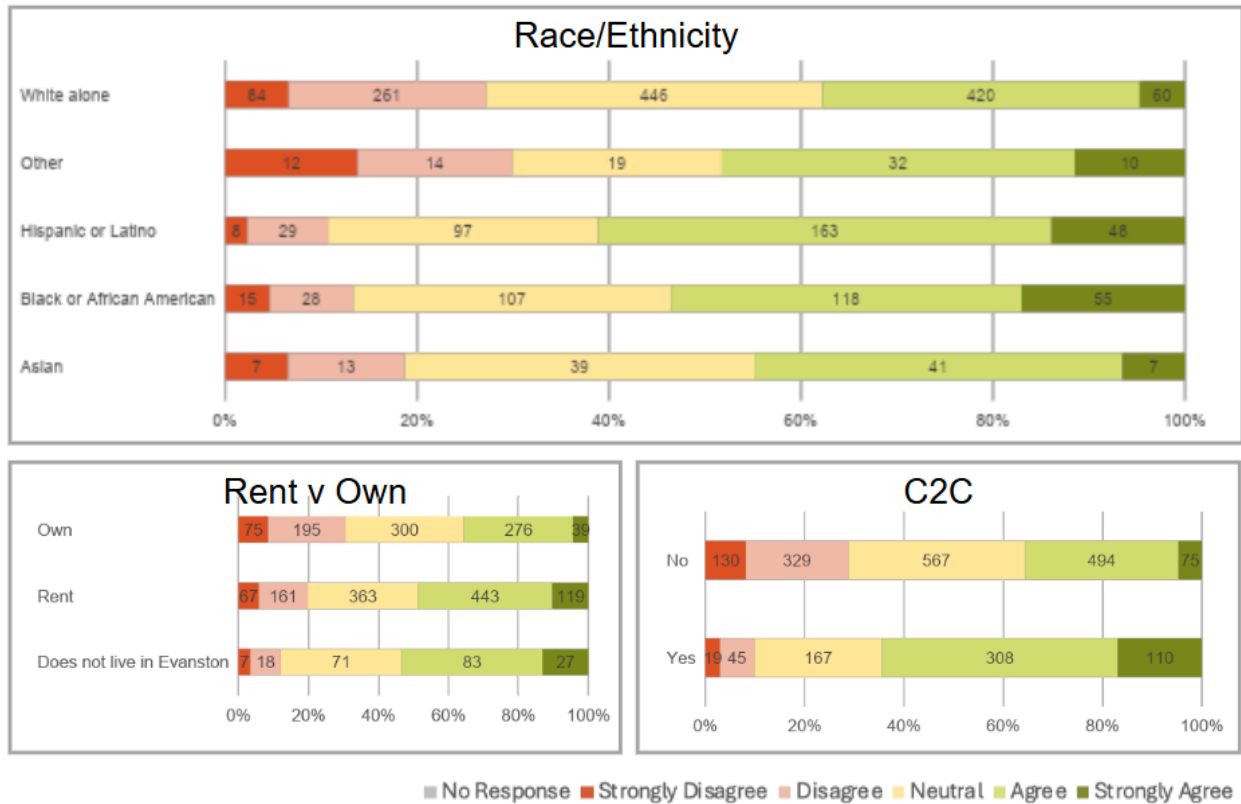 Race/Ethnicity
White alone 84 261 446 420 60
Other 12 14 19 32 10
Hispanic or Latino 8 29 97 163 48
Black or African American 15 28 107 118 55
Asian 7 13 39 41 7
0% 20% 40% 60% 80% 100%
Rent v Own
Own 75 195 300 276 39
Rent 67 161 363 443 119
Does not live in Evanston 7 18 71 83 27
0% 20% 40% 60% 80% 100%
C2C
No 130 329 567 494 75
Yes 19 45 167 308 110
0% 20% 40% 60% 80% 100%
No Response Strongly Disagree Disagree Neutral Agree Strongly Agree